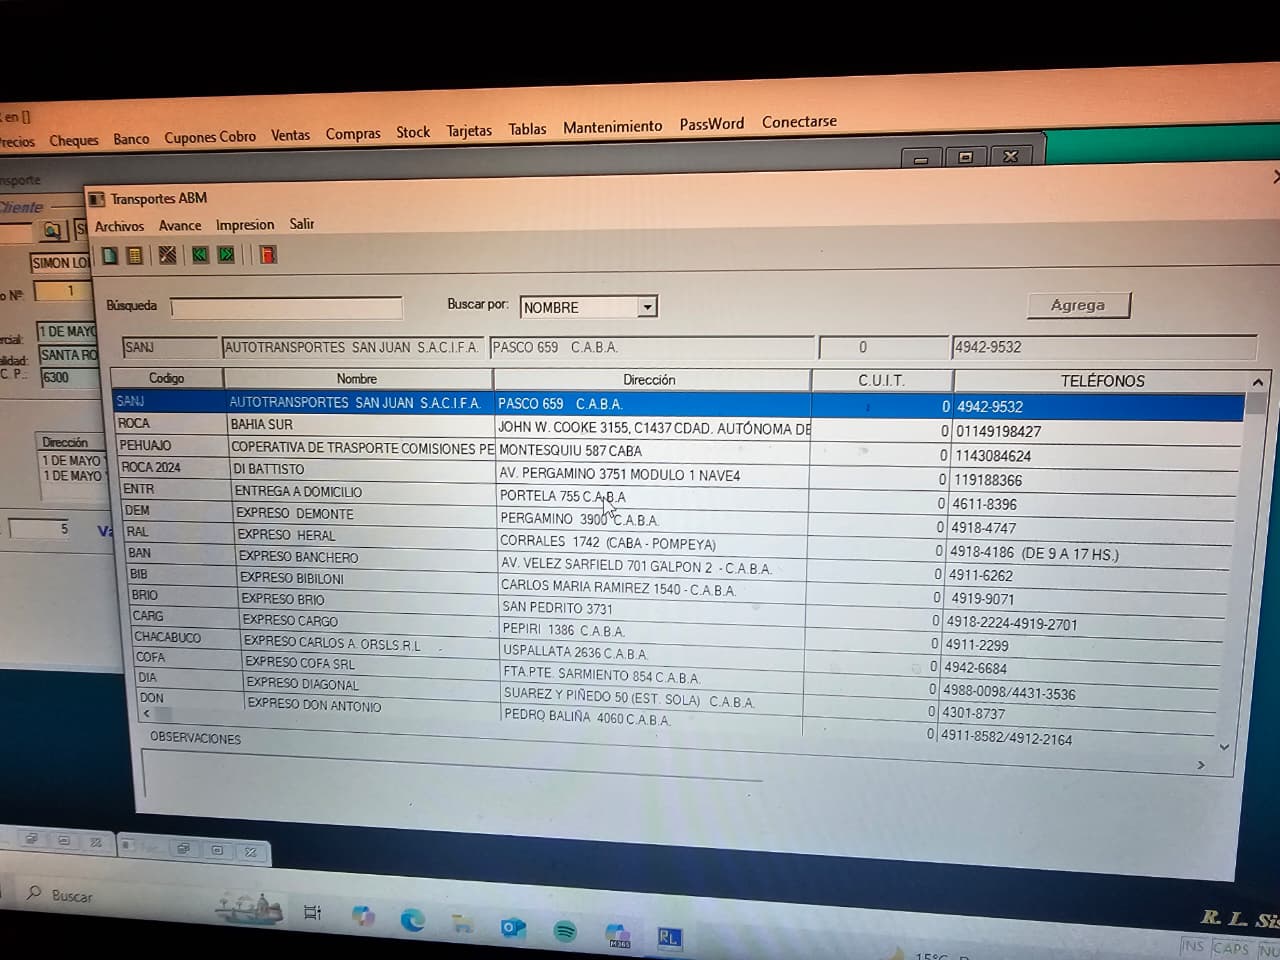 en []
Precios Cheques Banco Cupones Cobro Ventas Compras Stock Tarjetas Tablas Mantenimiento PassWord Conectarse
nsporte
Cliente
SIMON LO
o Nº: 1
rcial: 1 DE MAYO
alidad: SANTA RO
C. P.: 6300
Dirección
1 DE MAYO
1 DE MAYO
5
Transportes ABM
Archivos Avance Impresion Salir
Búsqueda Buscar por: NOMBRE Agrega
SANJ AUTOTRANSPORTES SAN JUAN S.A.C.I.F.A. PASCO 659 C.A.B.A. 0 4942-9532
Codigo Nombre Dirección C.U.I.T. TELÉFONOS
SANJ AUTOTRANSPORTES SAN JUAN S.A.C.I.F.A. PASCO 659 C.A.B.A. 0 4942-9532
ROCA BAHIA SUR JOHN W. COOKE 3155, C1437 CDAD. AUTÓNOMA DE 0 01149198427
PEHUAJO COPERATIVA DE TRASPORTE COMISIONES PE MONTESQUIU 587 CABA 0 1143084624
ROCA 2024 DI BATTISTO AV. PERGAMINO 3751 MODULO 1 NAVE4 0 119188366
ENTR ENTREGA A DOMICILIO PORTELA 755 C.A.B.A 0 4611-8396
DEM EXPRESO DEMONTE PERGAMINO 3900 C.A.B.A. 0 4918-4747
RAL EXPRESO HERAL CORRALES 1742 (CABA - POMPEYA) 0 4918-4186 (DE 9 A 17 HS.)
BAN EXPRESO BANCHERO AV. VELEZ SARFIELD 701 GALPON 2 - C.A.B.A. 0 4911-6262
BIB EXPRESO BIBILONI CARLOS MARIA RAMIREZ 1540 - C.A.B.A. 0 4919-9071
BRIO EXPRESO BRIO SAN PEDRITO 3731 0 4918-2224-4919-2701
CARG EXPRESO CARGO PEPIRI 1386 C.A.B.A. 0 4911-2299
CHACABUCO EXPRESO CARLOS A. ORSI,S.R.L USPALLATA 2636 C.A.B.A. 0 4942-6684
COFA EXPRESO COFA SRL FTA.PTE. SARMIENTO 854 C.A.B.A. 0 4988-0098/4431-3536
DIA EXPRESO DIAGONAL SUAREZ Y PIÑEDO 50 (EST. SOLA) C.A.B.A. 0 4301-8737
DON EXPRESO DON ANTONIO PEDRO BALIÑA 4060 C.A.B.A. 0 4911-8582/4912-2164
OBSERVACIONES
Buscar
M365
RL
R. L. Sis
15°C
INS CAPS NU